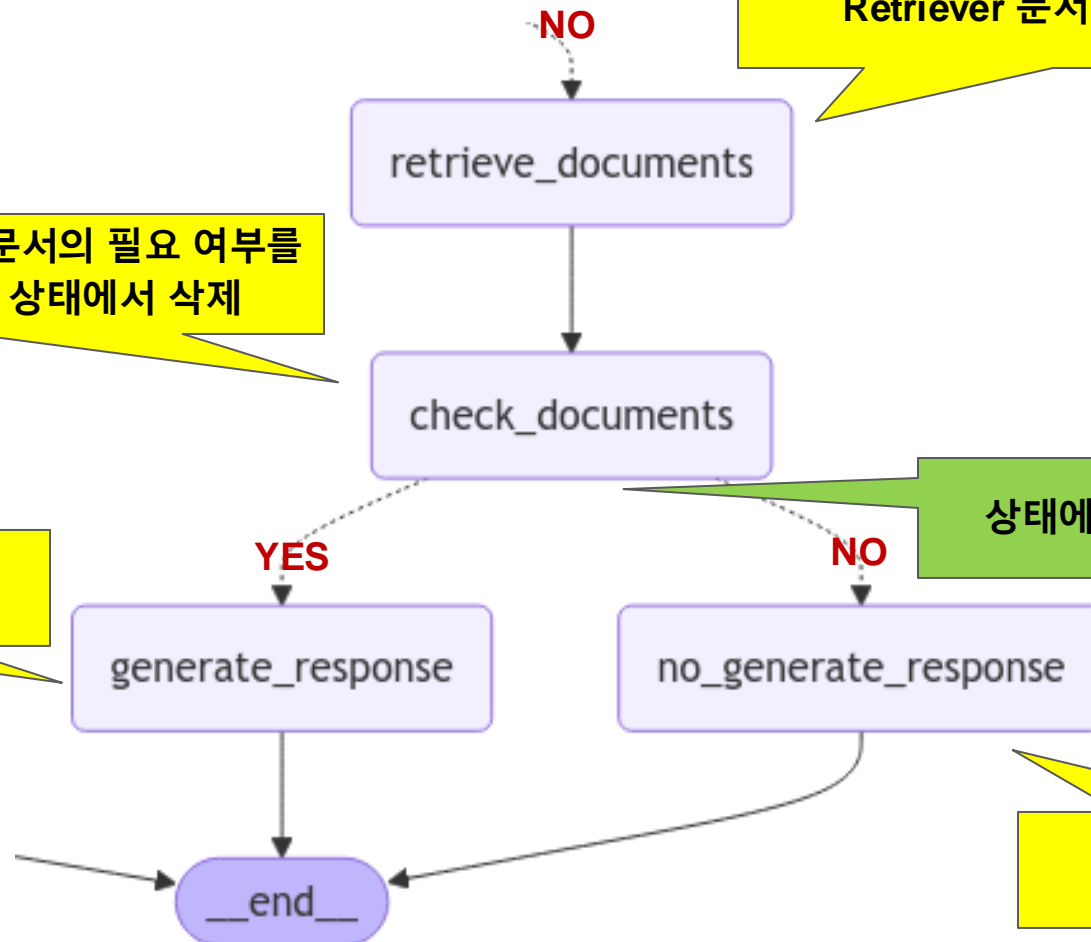 NO
Retriever 문서
retrieve_documents
문서의 필요 여부를
상태에서 삭제
check_documents
상태에
YES
NO
generate_response
no_generate_response
__end__